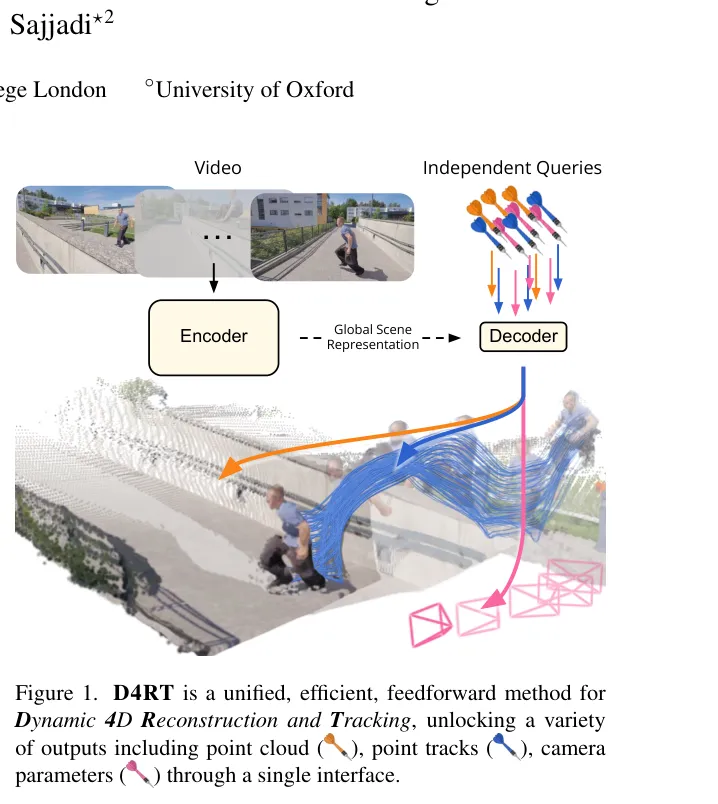 Sajjadi⋆2
ege London °University of Oxford
Video
Independent Queries
...
Encoder
Global Scene
Representation
Decoder
Figure 1. D4RT is a unified, efficient, feedforward method for
Dynamic 4D Reconstruction and Tracking, unlocking a variety
of outputs including point cloud ( ), point tracks ( ), camera
parameters ( ) through a single interface.